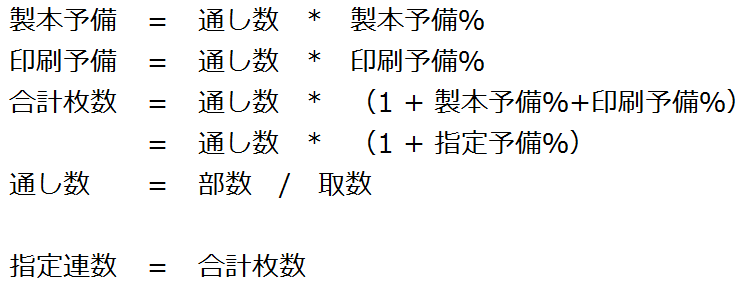 製本予備 = 通し数 * 製本予備%
印刷予備 = 通し数 * 印刷予備%
合計枚数 = 通し数 * （1 + 製本予備%+印刷予備%）
= 通し数 * （1 + 指定予備%）
通し数 = 部数 / 取数
指定連数 = 合計枚数